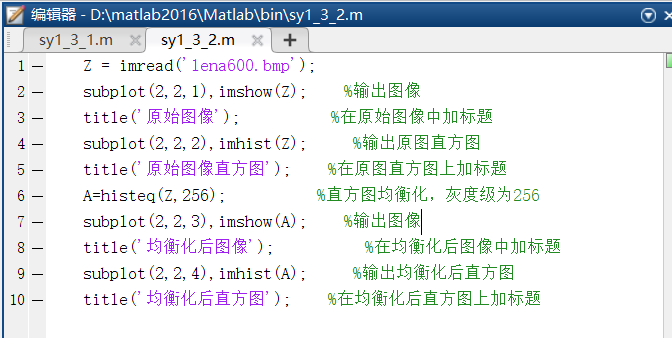 编辑器 - D:\matlab2016\Matlab\bin\sy1_3_2.m
sy1_3_1.m × sy1_3_2.m × +
1 — Z = imread('lena600.bmp');
2 — subplot(2,2,1),imshow(Z); %输出图像
3 — title('原始图像'); %在原始图像中加标题
4 — subplot(2,2,2),imhist(Z); %输出原图直方图
5 — title('原始图像直方图'); %在原图直方图上加标题
6 — A=histeq(Z,256); %直方图均衡化，灰度级为256
7 — subplot(2,2,3),imshow(A); %输出图像
8 — title('均衡化后图像'); %在均衡化后图像中加标题
9 — subplot(2,2,4),imhist(A); %输出均衡化后直方图
10 — title('均衡化后直方图'); %在均衡化后直方图上加标题